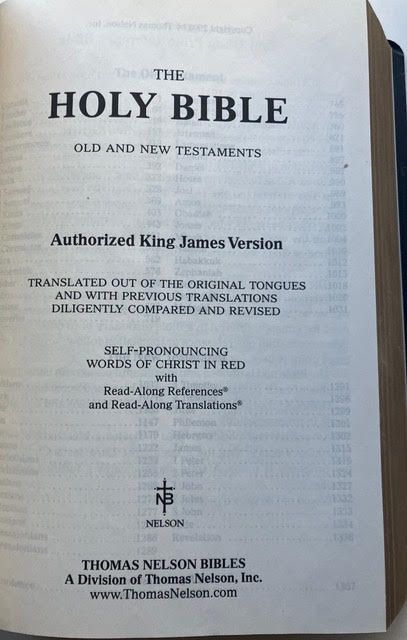 THE
HOLY BIBLE
OLD AND NEW TESTAMENTS
Authorized King James Version
TRANSLATED OUT OF THE ORIGINAL TONGUES
AND WITH PREVIOUS TRANSLATIONS
DILIGENTLY COMPARED AND REVISED
SELF-PRONOUNCING
WORDS OF CHRIST IN RED
with
Read-Along References®
and Read-Along Translations®
NB
NELSON
THOMAS NELSON BIBLES
A Division of Thomas Nelson, Inc.
www.ThomasNelson.com